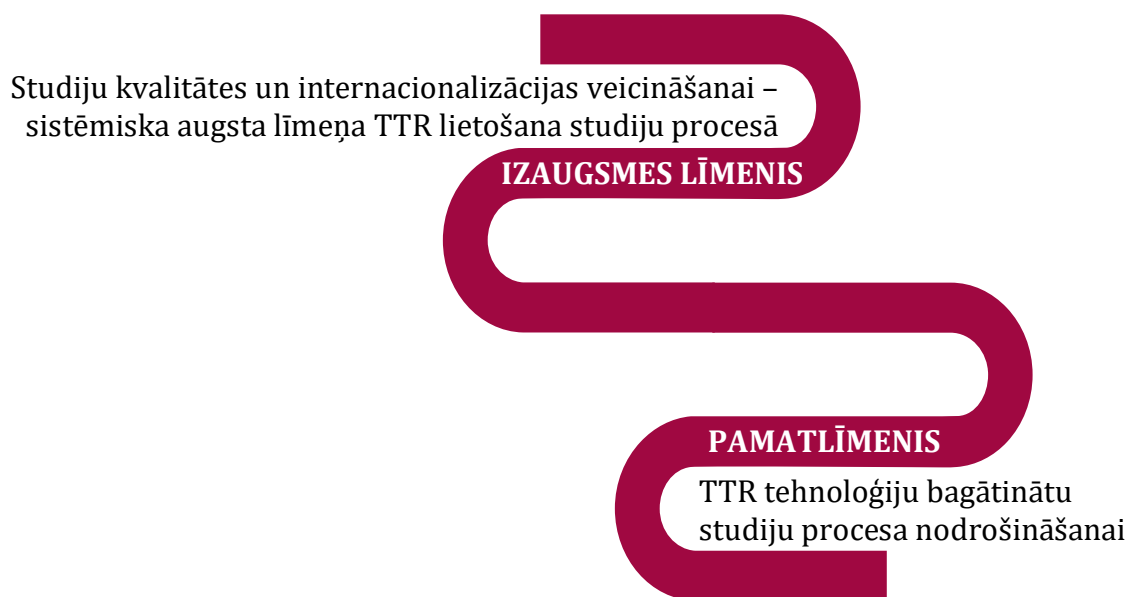 Studiju kvalitātes un internacionalizācijas veicināšanai –
sistēmiska augsta līmeņa TTR lietošana studiju procesā
IZAUGSMES LĪMENIS
PAMATLĪMENIS
TTR tehnoloģiju bagātinātu
studiju procesa nodrošināšanai